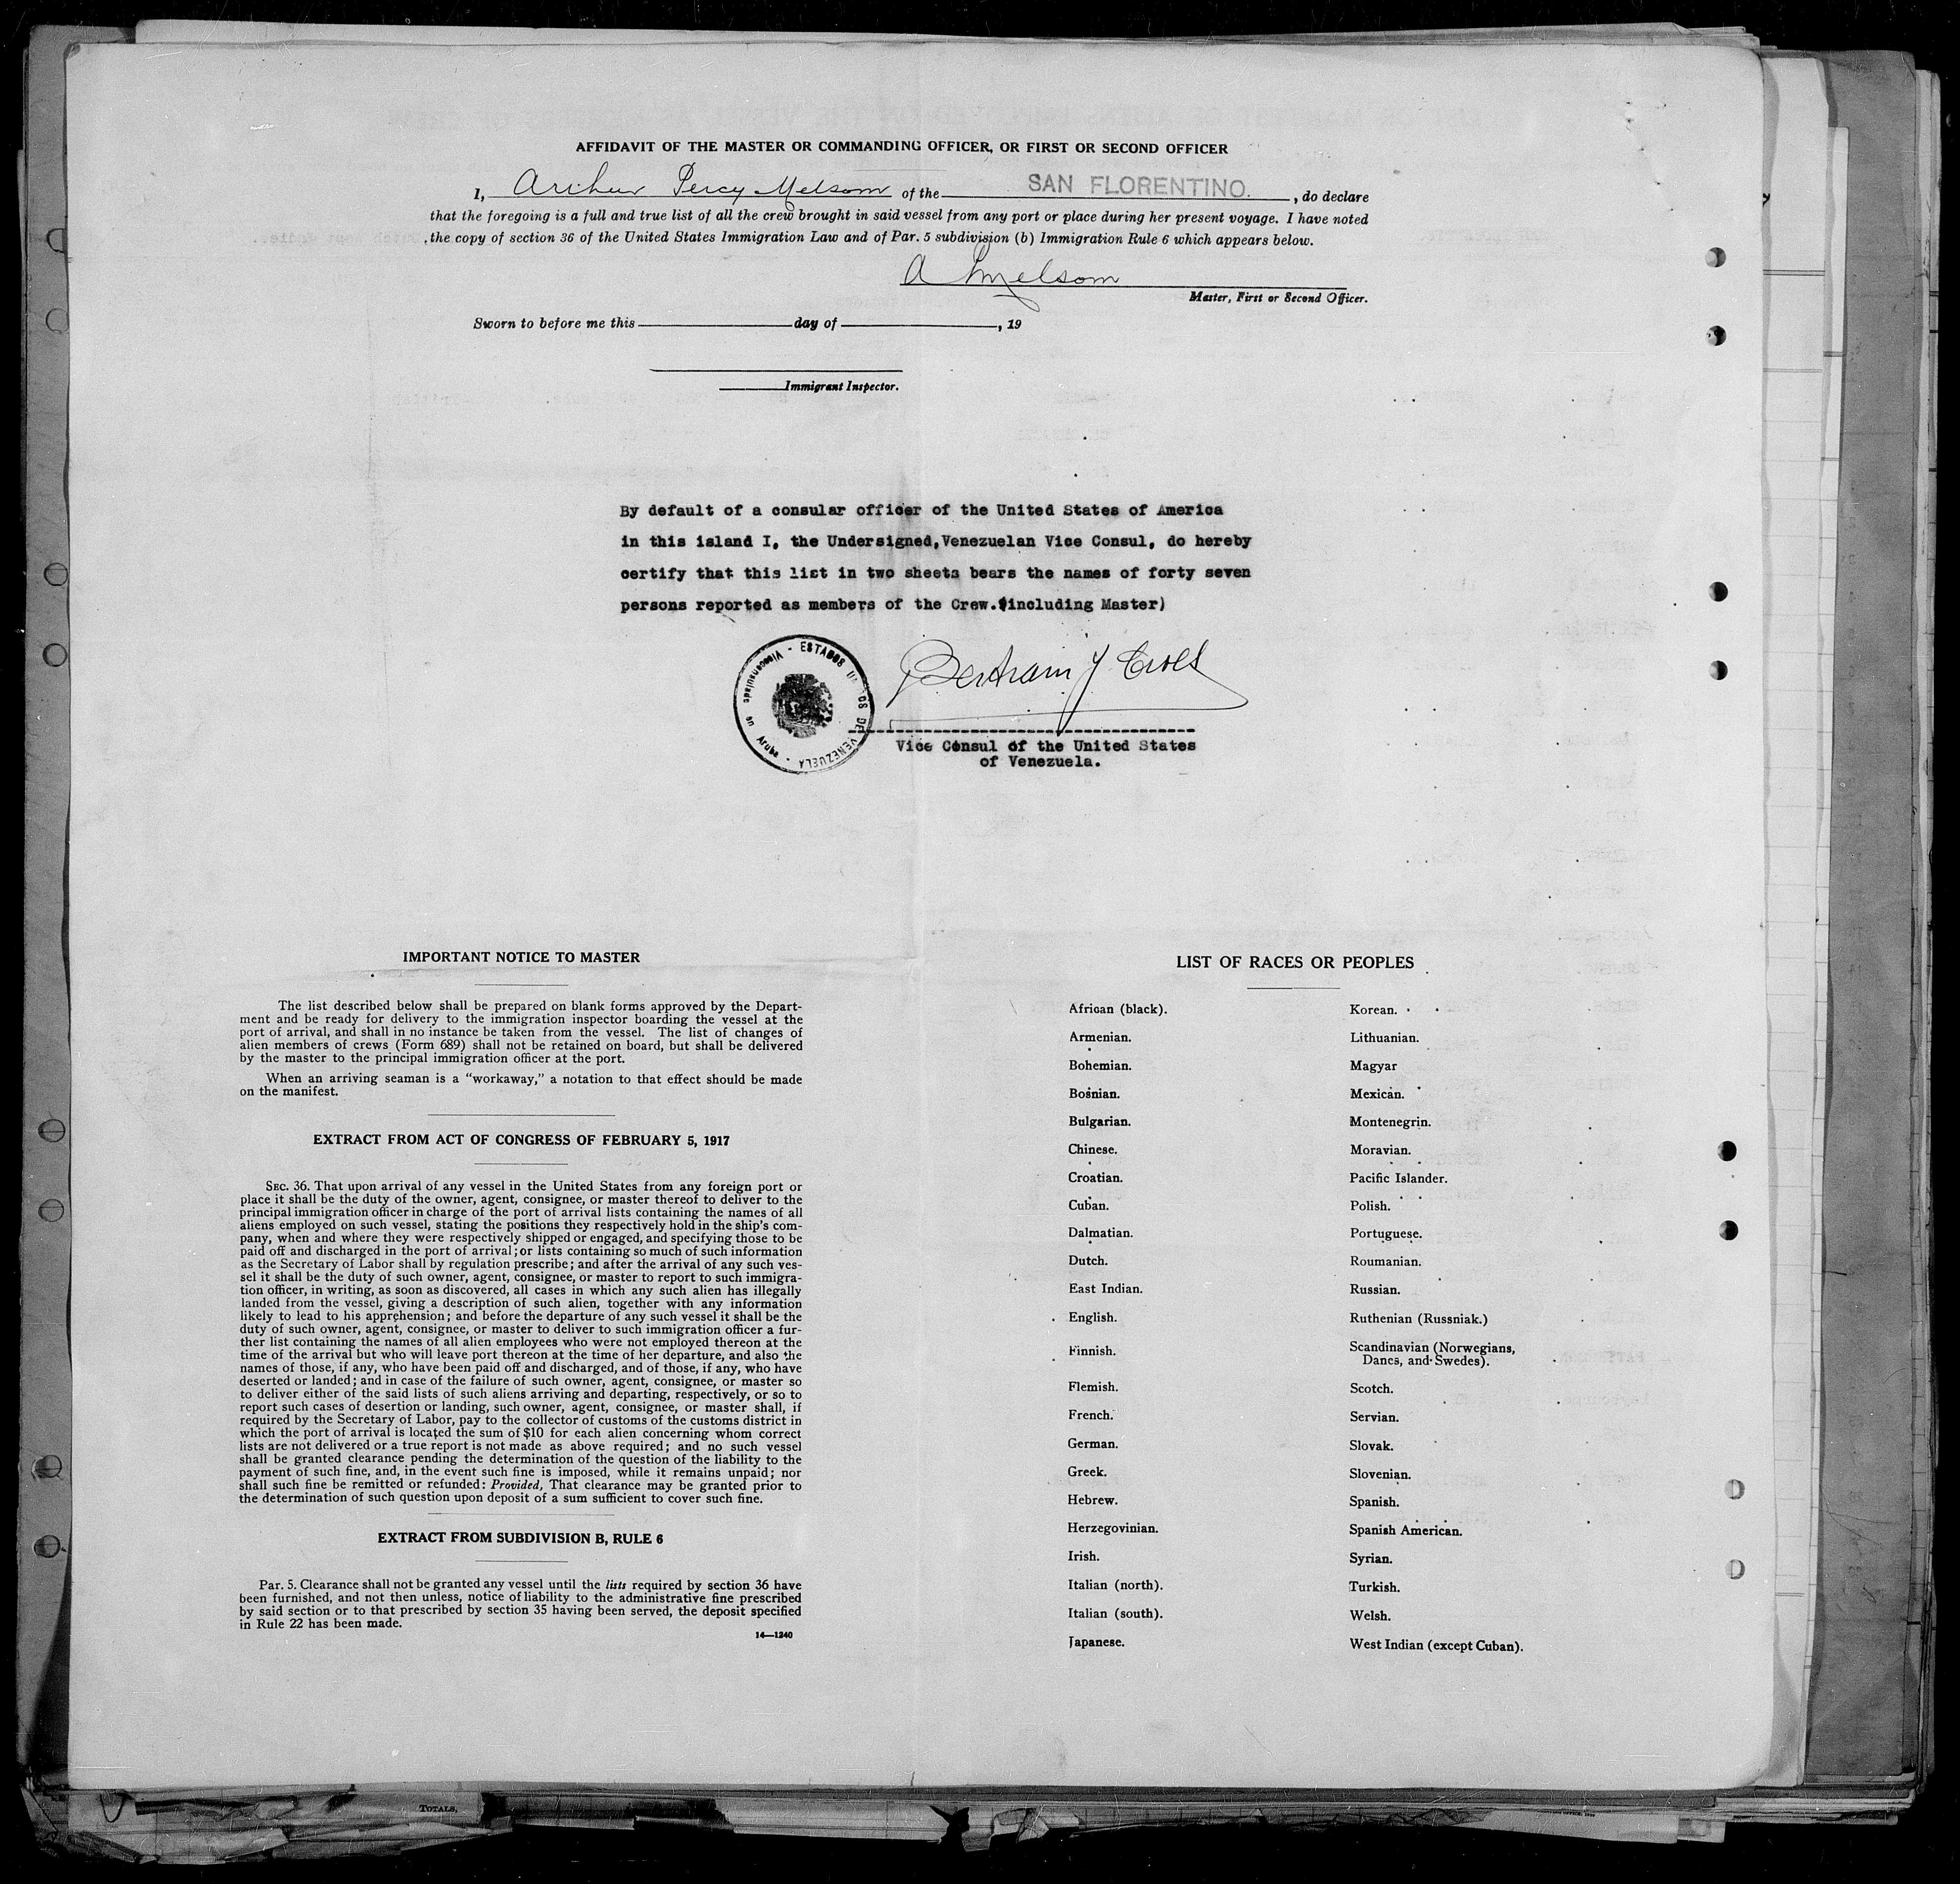 AFFIDAVIT OF THE MASTER OR COMMANDING OFFICER, OR FIRST OR SECOND OFFICER
I, Arthur Percy Melsom of the SAN FLORENTINO. , do declare
that the foregoing is a full and true list of all the crew brought in said vessel from any port or place during her present voyage. I have noted
the copy of section 36 of the United States Immigration Law and of Par. 5 subdivision (b) Immigration Rule 6 which appears below.
A P Melsom
Master, First or Second Officer.
Sworn to before me this day of , 19
Immigrant Inspector.
By default of a consular officer of the United States of America
in this island I, the Undersigned,Venezuelan Vice Consul, do hereby
certify that this list in two sheets bears the names of forty seven
persons reported as members of the Crew.(including Master)
ESTADOS UNIDOS DE VENEZUELA - Viceconsulado en Aruba -
Bertram J Croes
Vice Consul of the United States
of Venezuela.
IMPORTANT NOTICE TO MASTER
The list described below shall be prepared on blank forms approved by the Depart-
ment and be ready for delivery to the immigration inspector boarding the vessel at the
port of arrival, and shall in no instance be taken from the vessel. The list of changes of
alien members of crews (Form 689) shall not be retained on board, but shall be delivered
by the master to the principal immigration officer at the port.
When an arriving seaman is a “workaway,” a notation to that effect should be made
on the manifest.
EXTRACT FROM ACT OF CONGRESS OF FEBRUARY 5, 1917
SEC. 36. That upon arrival of any vessel in the United States from any foreign port or
place it shall be the duty of the owner, agent, consignee, or master thereof to deliver to the
principal immigration officer in charge of the port of arrival lists containing the names of all
aliens employed on such vessel, stating the positions they respectively hold in the ship's com-
pany, when and where they were respectively shipped or engaged, and specifying those to be
paid off and discharged in the port of arrival; or lists containing so much of such information
as the Secretary of Labor shall by regulation prescribe; and after the arrival of any such ves-
sel it shall be the duty of such owner, agent, consignee, or master to report to such immigra-
tion officer, in writing, as soon as discovered, all cases in which any such alien has illegally
landed from the vessel, giving a description of such alien, together with any information
likely to lead to his apprehension; and before the departure of any such vessel it shall be the
duty of such owner, agent, consignee, or master to deliver to such immigration officer a fur-
ther list containing the names of all alien employees who were not employed thereon at the
time of the arrival but who will leave port thereon at the time of her departure, and also the
names of those, if any, who have been paid off and discharged, and of those, if any, who have
deserted or landed; and in case of the failure of such owner, agent, consignee, or master so
to deliver either of the said lists of such aliens arriving and departing, respectively, or so to
report such cases of desertion or landing, such owner, agent, consignee, or master shall, if
required by the Secretary of Labor, pay to the collector of customs of the customs district in
which the port of arrival is located the sum of $10 for each alien concerning whom correct
lists are not delivered or a true report is not made as above required; and no such vessel
shall be granted clearance pending the determination of the question of the liability to the
payment of such fine, and, in the event such fine is imposed, while it remains unpaid; nor
shall such fine be remitted or refunded: Provided, That clearance may be granted prior to
the determination of such question upon deposit of a sum sufficient to cover such fine.
EXTRACT FROM SUBDIVISION B, RULE 6
Par. 5. Clearance shall not be granted any vessel until the lists required by section 36 have
been furnished, and not then unless, notice of liability to the administrative fine prescribed
by said section or to that prescribed by section 35 having been served, the deposit specified
in Rule 22 has been made.
14—1240
LIST OF RACES OR PEOPLES
African (black).
Armenian.
Bohemian.
Bosnian.
Bulgarian.
Chinese.
Croatian.
Cuban.
Dalmatian.
Dutch.
East Indian.
English.
Finnish.
Flemish.
French.
German.
Greek.
Hebrew.
Herzegovinian.
Irish.
Italian (north).
Italian (south).
Japanese.
Korean.
Lithuanian.
Magyar
Mexican.
Montenegrin.
Moravian.
Pacific Islander.
Polish.
Portuguese.
Roumanian.
Russian.
Ruthenian (Russniak.)
Scandinavian (Norwegians,
Danes, and Swedes).
Scotch.
Servian.
Slovak.
Slovenian.
Spanish.
Spanish American.
Syrian.
Turkish.
Welsh.
West Indian (except Cuban).
TOTALS,